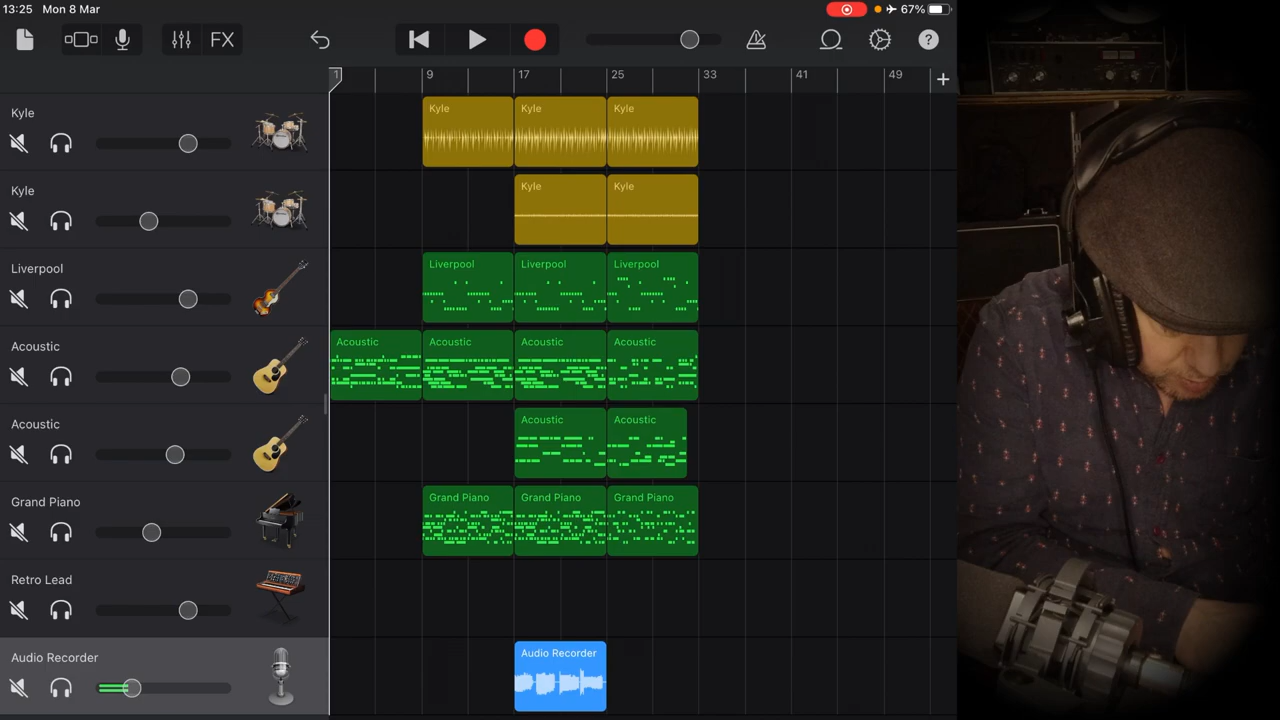 13:25 Mon 8 Mar 67%
FX ?
1 9 17 25 33 41 49 +
Kyle Kyle Kyle Kyle
Kyle Kyle Kyle
Liverpool Liverpool Liverpool Liverpool
Acoustic Acoustic Acoustic Acoustic Acoustic
Acoustic Acoustic Acoustic
Grand Piano Grand Piano Grand Piano Grand Piano
Retro Lead
Audio Recorder Audio Recorder